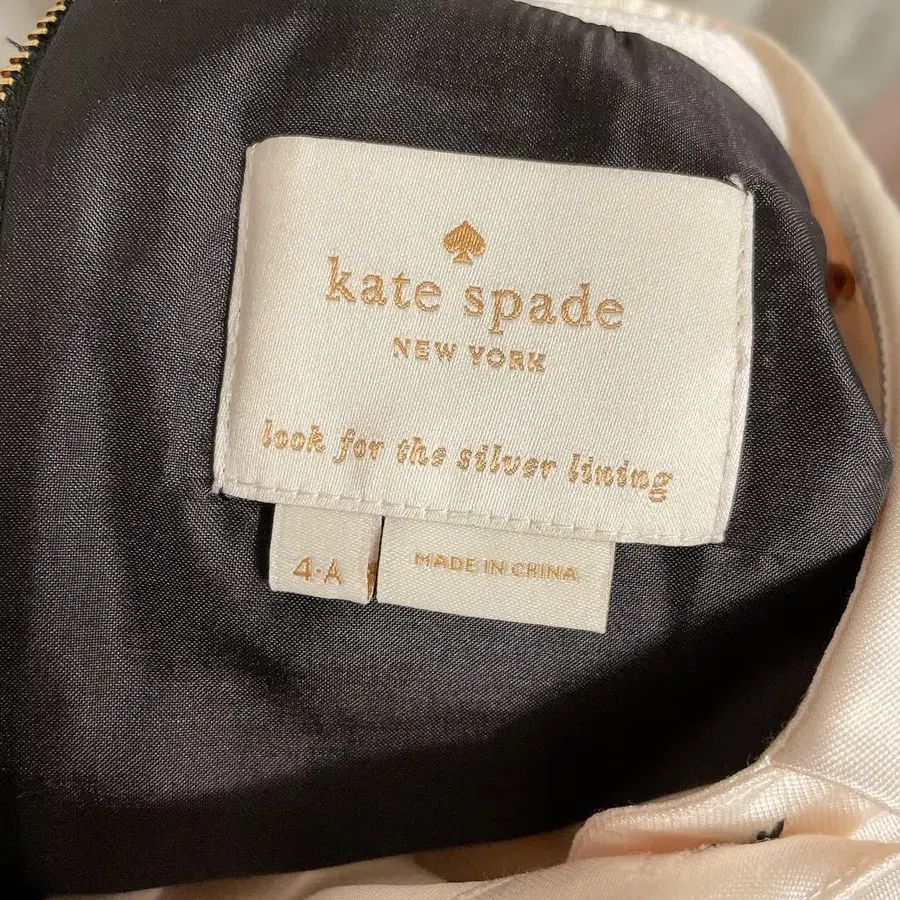 kate spade
NEW YORK
look for the silver lining
4·A
MADE IN CHINA